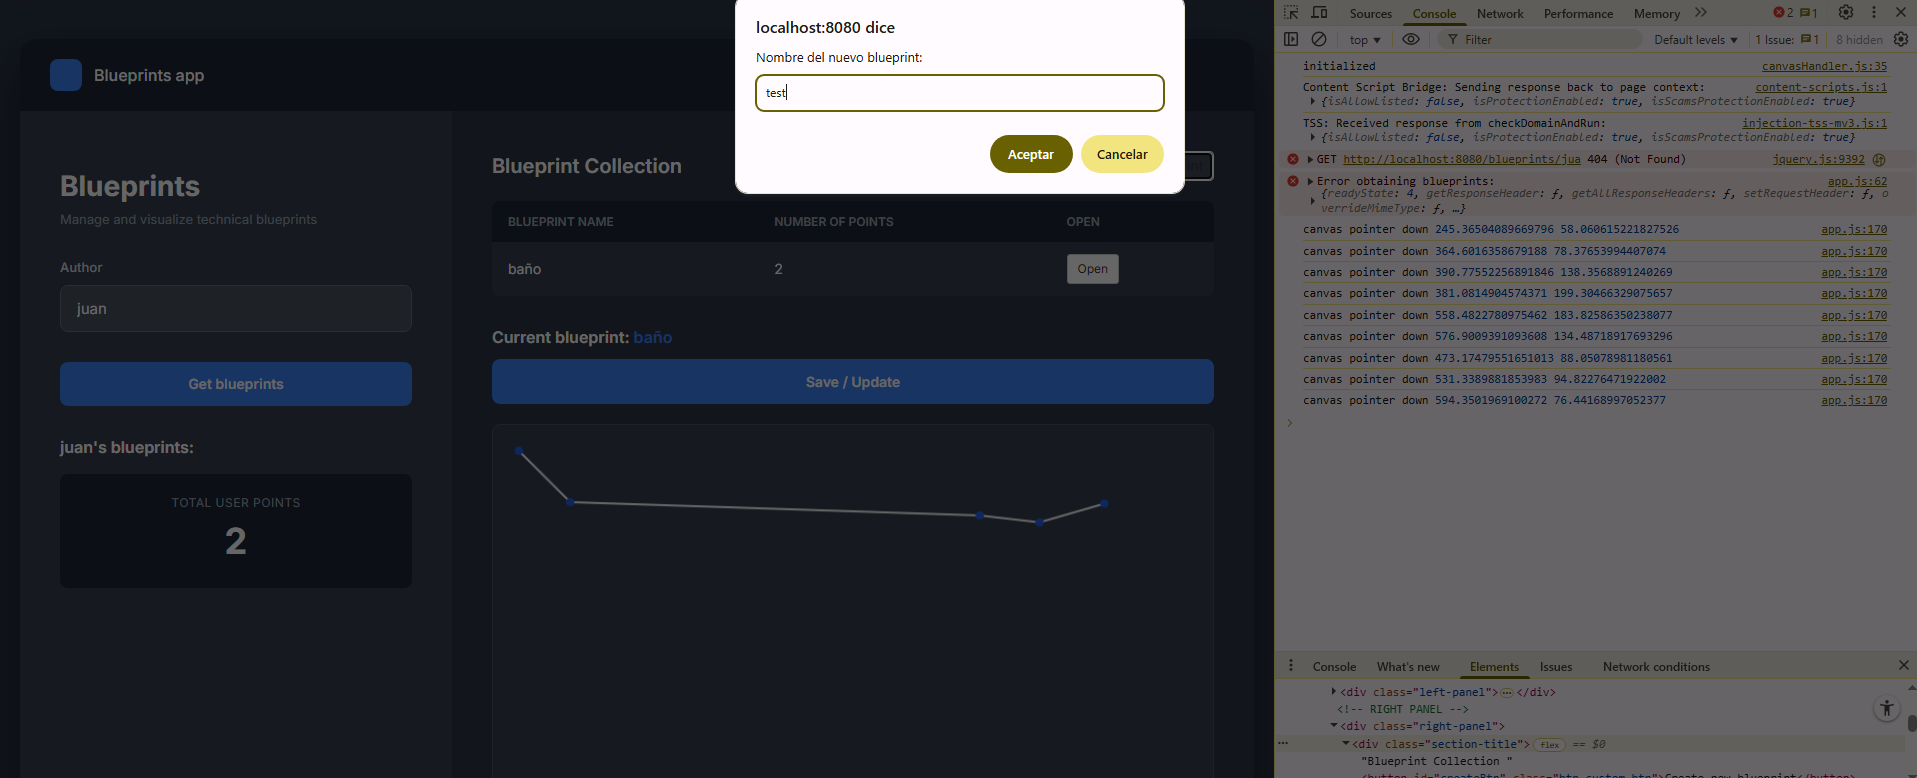 localhost:8080 dice
Nombre del nuevo blueprint:
test
Aceptar
Cancelar
Blueprints app
Blueprints
Manage and visualize technical blueprints
Author
juan
Get blueprints
juan's blueprints:
TOTAL USER POINTS
2
Blueprint Collection
BLUEPRINT NAME NUMBER OF POINTS OPEN
baño 2 Open
Current blueprint: baño
Save / Update
Sources Console Network Performance Memory 2 1
top Filter Default levels 1 Issue: 1 8 hidden
initialized canvasHandler.js:35
Content Script Bridge: Sending response back to page context: content-scripts.js:1
{isAllowListed: false, isProtectionEnabled: true, isScamsProtectionEnabled: true}
TSS: Received response from checkDomainAndRun: injection-tss-mv3.js:1
{isAllowListed: false, isProtectionEnabled: true, isScamsProtectionEnabled: true}
GET http://localhost:8080/blueprints/jua 404 (Not Found) jquery.js:9392
Error obtaining blueprints: app.js:62
{readyState: 4, getResponseHeader: ƒ, getAllResponseHeaders: ƒ, setRequestHeader: ƒ, o
verrideMimeType: ƒ, …}
canvas pointer down 245.36504089669796 58.060615221827526 app.js:170
canvas pointer down 364.6016358679188 78.37653994407074 app.js:170
canvas pointer down 390.77552256891846 138.3568891240269 app.js:170
canvas pointer down 381.0814904574371 199.30466329075657 app.js:170
canvas pointer down 558.4822780975462 183.82586350238077 app.js:170
canvas pointer down 576.9009391093608 134.48718917693296 app.js:170
canvas pointer down 473.17479551651013 88.05078981180561 app.js:170
canvas pointer down 531.3389881853983 94.82276471922002 app.js:170
canvas pointer down 594.3501969100272 76.44168997052377 app.js:170
Console What's new Elements Issues Network conditions
<div class="left-panel"> </div>
<!-- RIGHT PANEL -->
<div class="right-panel">
<div class="section-title"> flex == $0
"Blueprint Collection "
<button id="createBtn" class="btn custom btn">Create new blueprint</button>